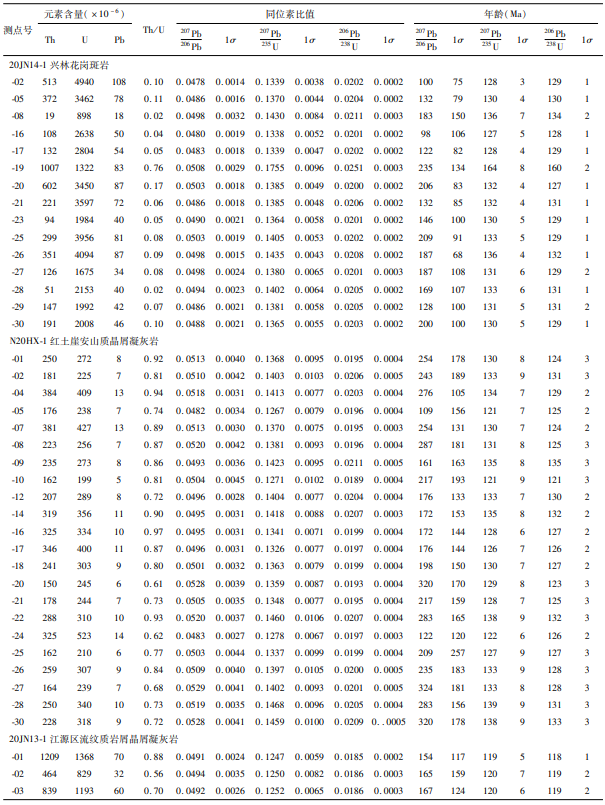 测点号 元素含量(×10⁻⁶) Th/U 同位素比值 年龄(Ma)
Th U Pb ²⁰⁷Pb/²⁰⁶Pb 1σ ²⁰⁷Pb/²³⁵U 1σ ²⁰⁶Pb/²³⁸U 1σ ²⁰⁷Pb/²⁰⁶Pb 1σ ²⁰⁷Pb/²³⁵U 1σ ²⁰⁶Pb/²³⁸U 1σ
20JN14-1 兴林花岗斑岩
-02 513 4940 108 0.10 0.0478 0.0014 0.1339 0.0038 0.0202 0.0002 100 75 128 3 129 1
-05 372 3462 78 0.11 0.0486 0.0016 0.1370 0.0044 0.0204 0.0002 132 79 130 4 130 1
-08 19 898 18 0.02 0.0498 0.0032 0.1430 0.0084 0.0211 0.0003 183 150 136 7 134 2
-16 108 2638 50 0.04 0.0480 0.0019 0.1338 0.0052 0.0201 0.0002 98 106 127 5 128 1
-17 132 2804 54 0.05 0.0483 0.0018 0.1339 0.0047 0.0202 0.0002 122 82 128 4 129 1
-19 1007 1322 83 0.76 0.0508 0.0029 0.1755 0.0096 0.0251 0.0003 235 134 164 8 160 2
-20 602 3450 87 0.17 0.0503 0.0018 0.1385 0.0049 0.0200 0.0002 206 83 132 4 127 1
-21 221 3597 72 0.06 0.0486 0.0018 0.1385 0.0048 0.0206 0.0002 132 85 132 4 131 1
-23 94 1984 40 0.05 0.0490 0.0021 0.1364 0.0058 0.0201 0.0002 146 100 130 5 129 1
-25 299 3956 81 0.08 0.0503 0.0019 0.1405 0.0053 0.0202 0.0002 209 91 133 5 129 1
-26 351 4094 87 0.09 0.0498 0.0015 0.1435 0.0043 0.0208 0.0002 187 68 136 4 132 1
-27 126 1675 34 0.08 0.0498 0.0024 0.1380 0.0065 0.0201 0.0003 187 108 131 6 129 2
-28 51 2153 40 0.02 0.0494 0.0023 0.1402 0.0064 0.0205 0.0002 169 107 133 6 131 1
-29 147 1992 42 0.07 0.0486 0.0021 0.1381 0.0058 0.0205 0.0002 128 100 131 5 131 2
-30 191 2008 46 0.10 0.0488 0.0021 0.1365 0.0055 0.0202 0.0002 200 100 130 5 129 1
N20HX-1 红土崖安山质晶屑凝灰岩
-01 250 272 8 0.92 0.0513 0.0040 0.1368 0.0095 0.0195 0.0004 254 178 130 8 124 3
-02 181 225 7 0.81 0.0510 0.0042 0.1403 0.0103 0.0206 0.0005 243 189 133 9 131 3
-04 384 409 13 0.94 0.0518 0.0031 0.1413 0.0077 0.0203 0.0004 276 105 134 7 129 2
-05 176 238 7 0.74 0.0482 0.0034 0.1267 0.0079 0.0196 0.0004 109 156 121 7 125 2
-07 381 427 13 0.89 0.0513 0.0030 0.1370 0.0075 0.0195 0.0003 254 131 130 7 124 2
-08 223 256 7 0.87 0.0520 0.0042 0.1381 0.0093 0.0196 0.0004 287 181 131 8 125 3
-09 235 273 8 0.86 0.0493 0.0036 0.1423 0.0095 0.0211 0.0005 161 163 135 8 135 3
-10 162 199 5 0.81 0.0504 0.0045 0.1271 0.0102 0.0189 0.0004 217 193 121 9 121 3
-12 207 289 8 0.72 0.0496 0.0028 0.1404 0.0077 0.0204 0.0004 176 133 133 7 130 2
-14 319 356 11 0.90 0.0495 0.0031 0.1418 0.0088 0.0207 0.0003 172 153 135 8 132 2
-16 325 334 10 0.97 0.0495 0.0031 0.1341 0.0071 0.0199 0.0004 172 144 128 6 127 2
-17 346 400 11 0.87 0.0496 0.0031 0.1326 0.0077 0.0197 0.0004 176 144 126 7 126 2
-18 241 303 9 0.80 0.0501 0.0032 0.1363 0.0079 0.0199 0.0004 198 150 130 7 127 2
-20 150 245 6 0.61 0.0528 0.0039 0.1359 0.0087 0.0193 0.0004 320 170 129 8 123 3
-21 178 244 7 0.73 0.0505 0.0035 0.1348 0.0077 0.0195 0.0004 217 159 128 7 125 3
-22 288 310 10 0.93 0.0520 0.0037 0.1460 0.0106 0.0207 0.0004 283 165 138 9 132 3
-24 325 523 14 0.62 0.0483 0.0027 0.1278 0.0067 0.0197 0.0003 122 120 122 6 126 2
-25 162 210 6 0.77 0.0503 0.0044 0.1337 0.0099 0.0199 0.0004 209 257 127 9 127 3
-26 259 307 9 0.84 0.0509 0.0040 0.1397 0.0105 0.0200 0.0005 235 183 133 9 128 3
-27 164 239 7 0.68 0.0529 0.0041 0.1402 0.0093 0.0201 0.0005 324 181 133 8 128 3
-28 250 340 10 0.73 0.0519 0.0035 0.1468 0.0096 0.0205 0.0004 283 156 139 9 131 3
-30 228 318 9 0.72 0.0528 0.0041 0.1459 0.0100 0.0209 0..0005 320 178 138 9 133 3
20JN13-1 江源区流纹质岩屑晶屑凝灰岩
-01 1209 1368 70 0.88 0.0491 0.0024 0.1247 0.0059 0.0185 0.0002 154 117 119 5 118 1
-02 464 829 32 0.56 0.0494 0.0035 0.1250 0.0082 0.0186 0.0003 165 159 120 7 119 2
-03 839 1193 60 0.70 0.0492 0.0026 0.1252 0.0065 0.0186 0.0003 167 124 120 6 119 2